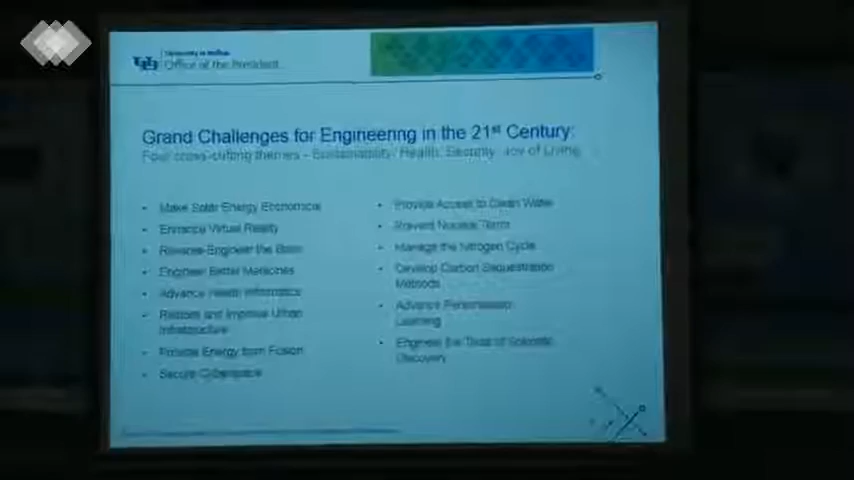 University at Buffalo
Office of the President
Grand Challenges for Engineering in the 21st Century:
Four cross-cutting themes - Sustainability, Health, Security, Joy of Living
• Make Solar Energy Economical
• Enhance Virtual Reality
• Reverse-Engineer the Brain
• Engineer Better Medicines
• Advance Health Informatics
• Restore and Improve Urban
Infrastructure
• Provide Energy from Fusion
• Secure Cyberspace
• Provide Access to Clean Water
• Prevent Nuclear Terror
• Manage the Nitrogen Cycle
• Develop Carbon Sequestration
Methods
• Advance Personalized
Learning
• Engineer the Tools of Scientific
Discovery